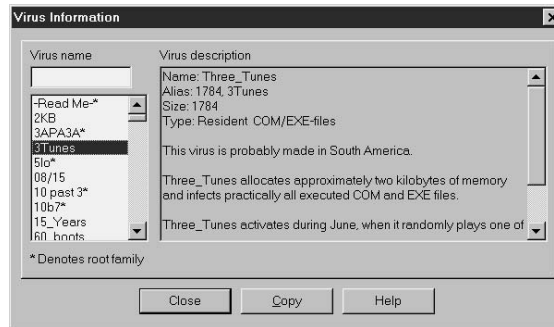 Virus Information
Virus name
-Read Me-*
2KB
3APA3A*
3Tunes
5lo*
08/15
10 past 3*
10b7*
15_Years
60_boots
* Denotes root family
Virus description
Name: Three_Tunes
Alias: 1784, 3Tunes
Size: 1784
Type: Resident COM/EXE-files
This virus is probably made in South America.
Three_Tunes allocates approximately two kilobytes of memory
and infects practically all executed COM and EXE files.
Three_Tunes activates during June, when it randomly plays one of
Close
Copy
Help